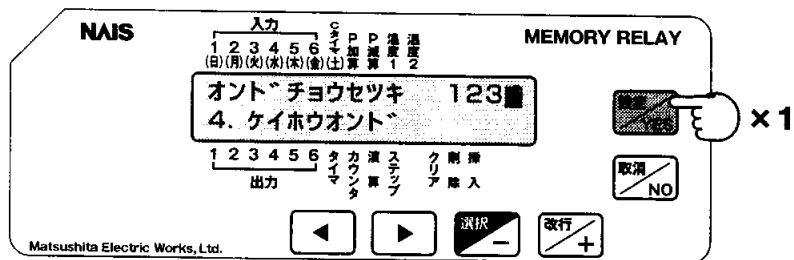 NAIS
MEMORY RELAY
入力
1 2 3 4 5 6
(日)(月)(火)(水)(木)(金)(土)
Cタイマ
P加算
P減算
温度1
温度2
オンド゛チョウセツキ 123
4. ケイホウオンド゛
1 2 3 4 5 6
出力
タイマ
カウンタ
演算
ステップ
クリア
削除
挿入
YES
×1
取消
NO
◀
▶
選択
−
改行
+
Matsushita Electric Works, Ltd.